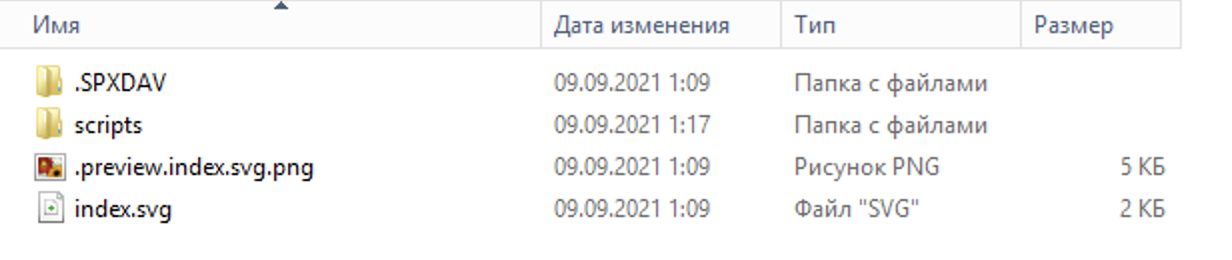 Имя Дата изменения Тип Размер
.SPXDAV 09.09.2021 1:09 Папка с файлами
scripts 09.09.2021 1:17 Папка с файлами
.preview.index.svg.png 09.09.2021 1:09 Рисунок PNG 5 КБ
index.svg 09.09.2021 1:09 Файл "SVG" 2 КБ